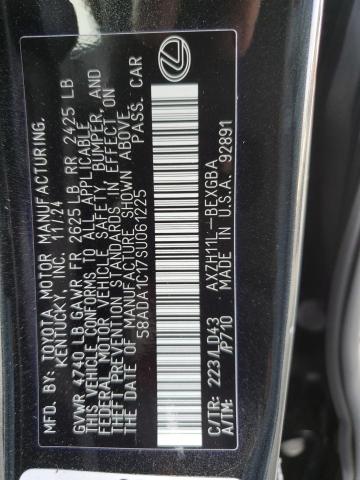 MFD. BY: TOYOTA MOTOR MANUFACTURING.
KENTUCKY, INC. 11/24
GVWR 4740 LB GAWR FR 2625 LB RR 2425 LB
THIS VEHICLE CONFORMS TO ALL APPLICABLE
FEDERAL MOTOR VEHICLE SAFETY, BUMPER, AND
THEFT PREVENTION STANDARDS IN EFFECT ON
THE DATE OF MANUFACTURE SHOWN ABOVE.
58ADA1C17SU061225 PASS. CAR
C/TR: 223/LD43 AXZH11L-BEXGBA
A/TM: /P710 MADE IN U.S.A. 92891